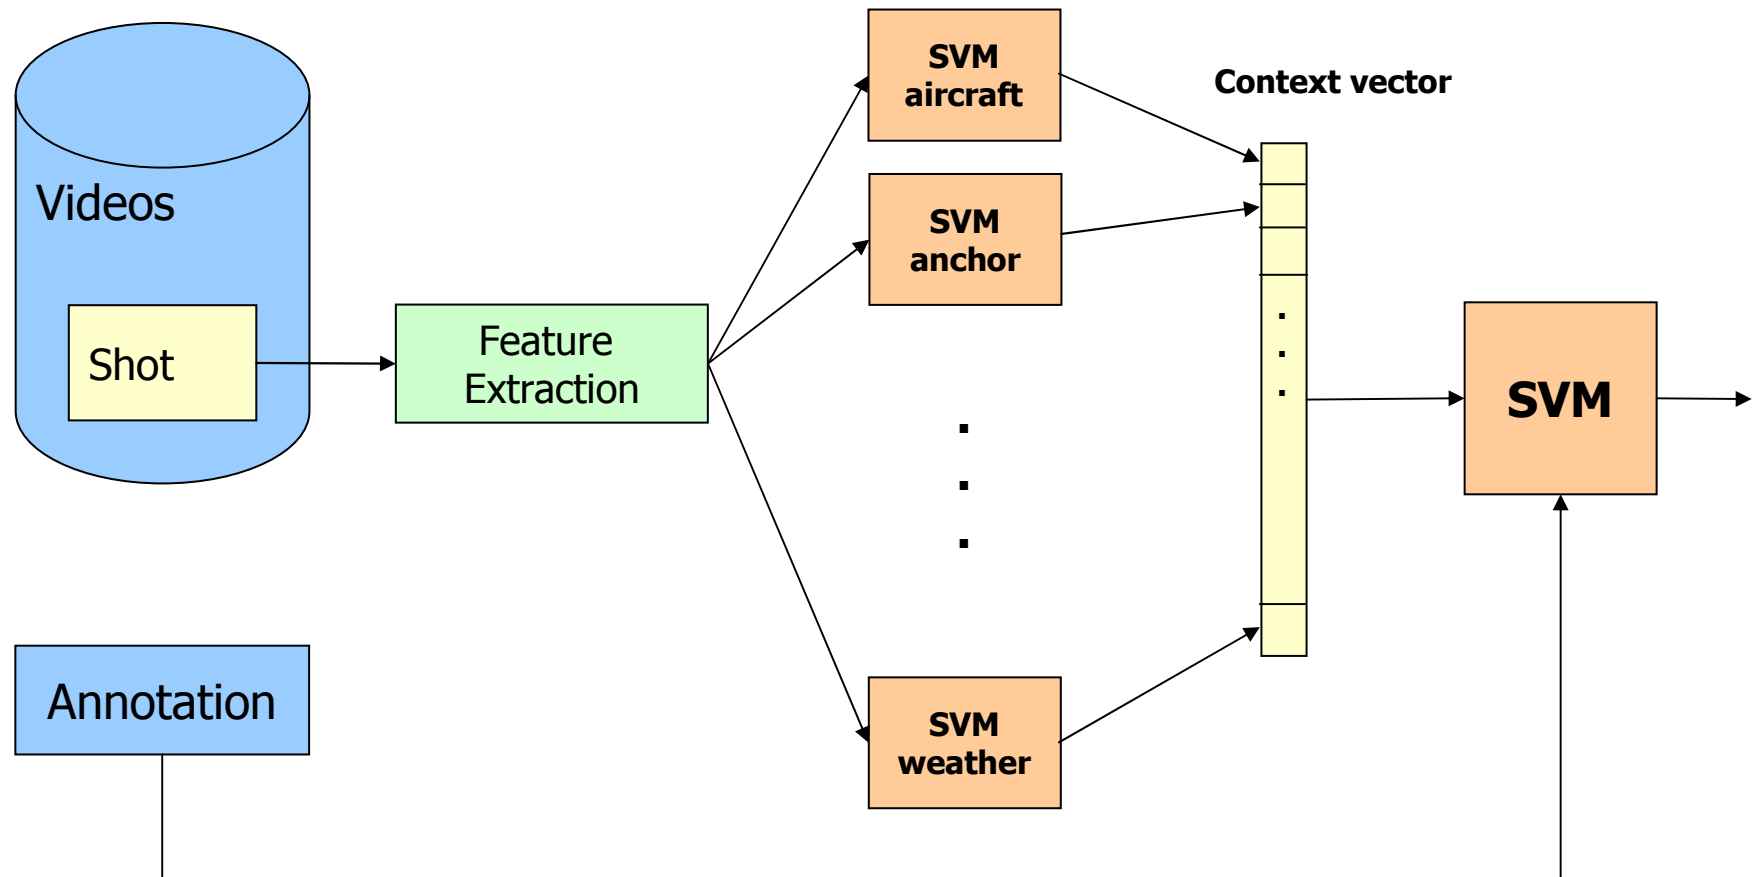 Videos
Shot
Feature
Extraction
SVM
aircraft
SVM
anchor
.
.
.
SVM
weather
Context vector
.
.
.
SVM
Annotation